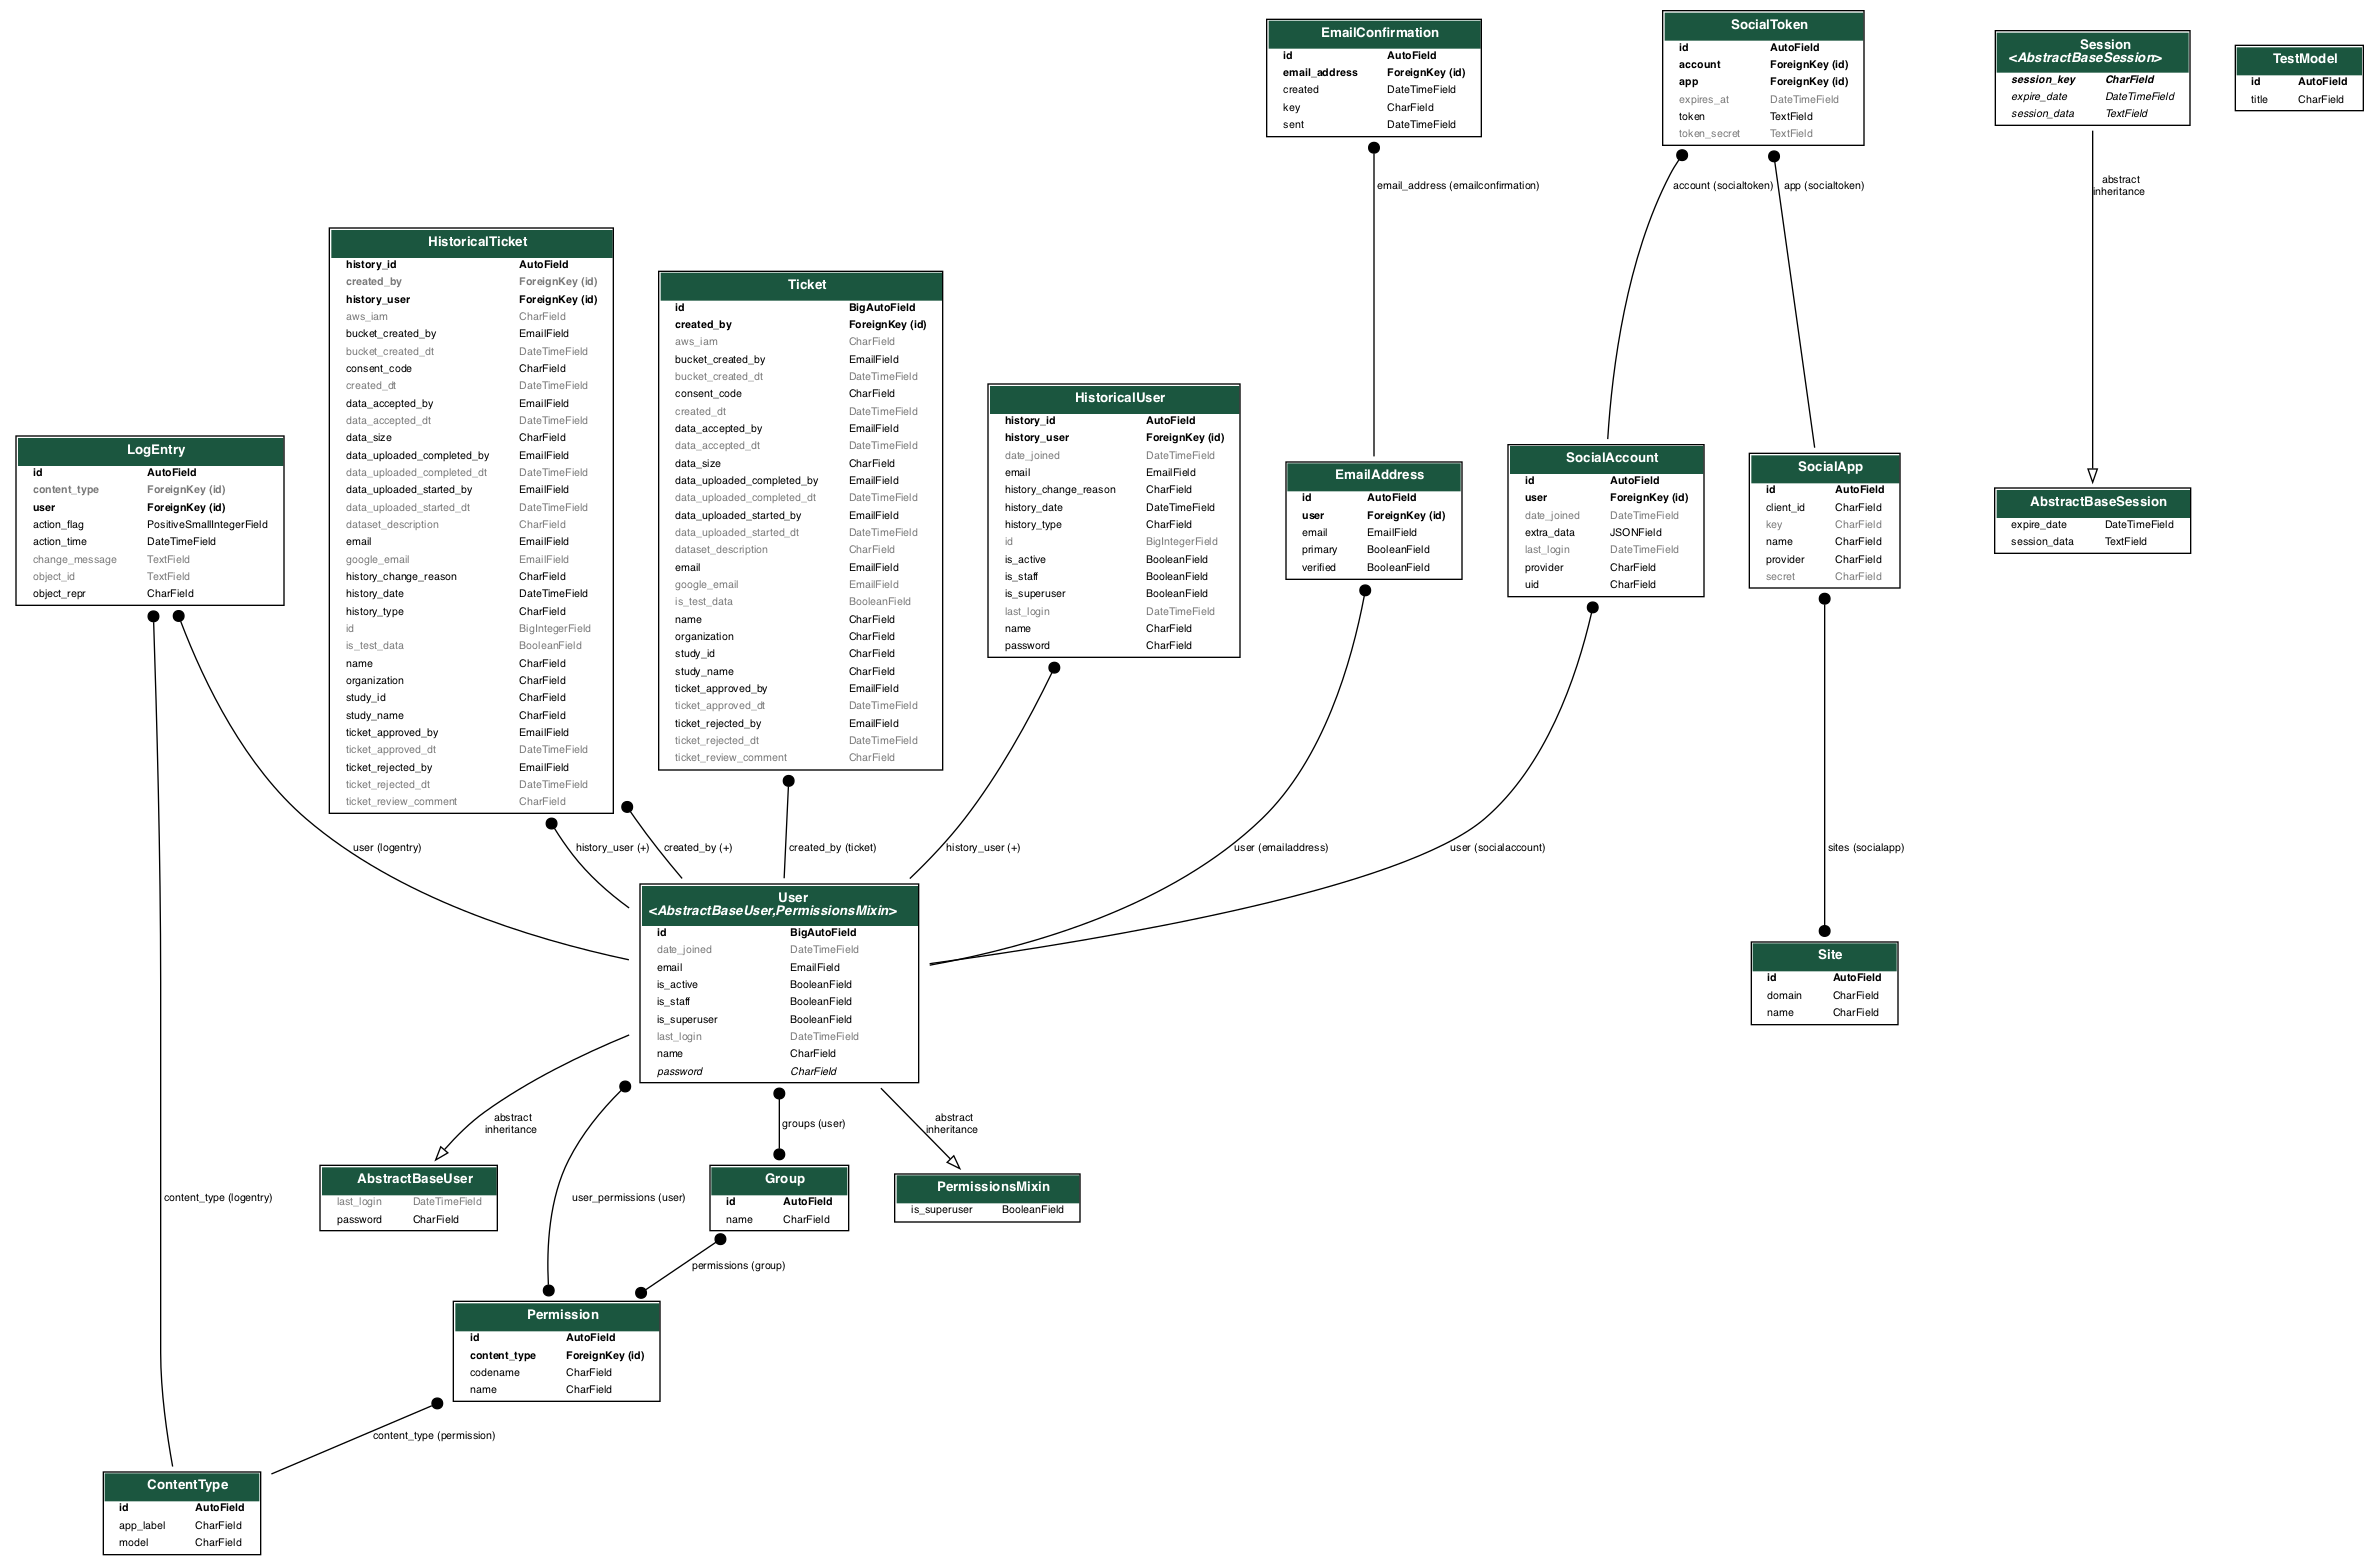 EmailConfirmation
id AutoField
email_address ForeignKey (id)
created DateTimeField
key CharField
sent DateTimeField
SocialToken
id AutoField
account ForeignKey (id)
app ForeignKey (id)
expires_at DateTimeField
token TextField
token_secret TextField
Session
<AbstractBaseSession>
session_key CharField
expire_date DateTimeField
session_data TextField
TestModel
id AutoField
title CharField
email_address (emailconfirmation)
account (socialtoken)
app (socialtoken)
abstract
inheritance
HistoricalTicket
history_id AutoField
created_by ForeignKey (id)
history_user ForeignKey (id)
aws_iam CharField
bucket_created_by EmailField
bucket_created_dt DateTimeField
consent_code CharField
created_dt DateTimeField
data_accepted_by EmailField
data_accepted_dt DateTimeField
data_size CharField
data_uploaded_completed_by EmailField
data_uploaded_completed_dt DateTimeField
data_uploaded_started_by EmailField
data_uploaded_started_dt DateTimeField
dataset_description CharField
email EmailField
google_email EmailField
history_change_reason CharField
history_date DateTimeField
history_type CharField
id BigIntegerField
is_test_data BooleanField
name CharField
organization CharField
study_id CharField
study_name CharField
ticket_approved_by EmailField
ticket_approved_dt DateTimeField
ticket_rejected_by EmailField
ticket_rejected_dt DateTimeField
ticket_review_comment CharField
Ticket
id BigAutoField
created_by ForeignKey (id)
aws_iam CharField
bucket_created_by EmailField
bucket_created_dt DateTimeField
consent_code CharField
created_dt DateTimeField
data_accepted_by EmailField
data_accepted_dt DateTimeField
data_size CharField
data_uploaded_completed_by EmailField
data_uploaded_completed_dt DateTimeField
data_uploaded_started_by EmailField
data_uploaded_started_dt DateTimeField
dataset_description CharField
email EmailField
google_email EmailField
is_test_data BooleanField
name CharField
organization CharField
study_id CharField
study_name CharField
ticket_approved_by EmailField
ticket_approved_dt DateTimeField
ticket_rejected_by EmailField
ticket_rejected_dt DateTimeField
ticket_review_comment CharField
HistoricalUser
history_id AutoField
history_user ForeignKey (id)
date_joined DateTimeField
email EmailField
history_change_reason CharField
history_date DateTimeField
history_type CharField
id BigIntegerField
is_active BooleanField
is_staff BooleanField
is_superuser BooleanField
last_login DateTimeField
name CharField
password CharField
LogEntry
id AutoField
content_type ForeignKey (id)
user ForeignKey (id)
action_flag PositiveSmallIntegerField
action_time DateTimeField
change_message TextField
object_id TextField
object_repr CharField
EmailAddress
id AutoField
user ForeignKey (id)
email EmailField
primary BooleanField
verified BooleanField
SocialAccount
id AutoField
user ForeignKey (id)
date_joined DateTimeField
extra_data JSONField
last_login DateTimeField
provider CharField
uid CharField
SocialApp
id AutoField
client_id CharField
key CharField
name CharField
provider CharField
secret CharField
AbstractBaseSession
expire_date DateTimeField
session_data TextField
user (logentry)
history_user (+)
created_by (+)
created_by (ticket)
history_user (+)
user (emailaddress)
user (socialaccount)
sites (socialapp)
User
<AbstractBaseUser,PermissionsMixin>
id BigAutoField
date_joined DateTimeField
email EmailField
is_active BooleanField
is_staff BooleanField
is_superuser BooleanField
last_login DateTimeField
name CharField
password CharField
Site
id AutoField
domain CharField
name CharField
abstract
inheritance
groups (user)
abstract
inheritance
AbstractBaseUser
last_login DateTimeField
password CharField
content_type (logentry)
user_permissions (user)
Group
id AutoField
name CharField
PermissionsMixin
is_superuser BooleanField
permissions (group)
Permission
id AutoField
content_type ForeignKey (id)
codename CharField
name CharField
content_type (permission)
ContentType
id AutoField
app_label CharField
model CharField